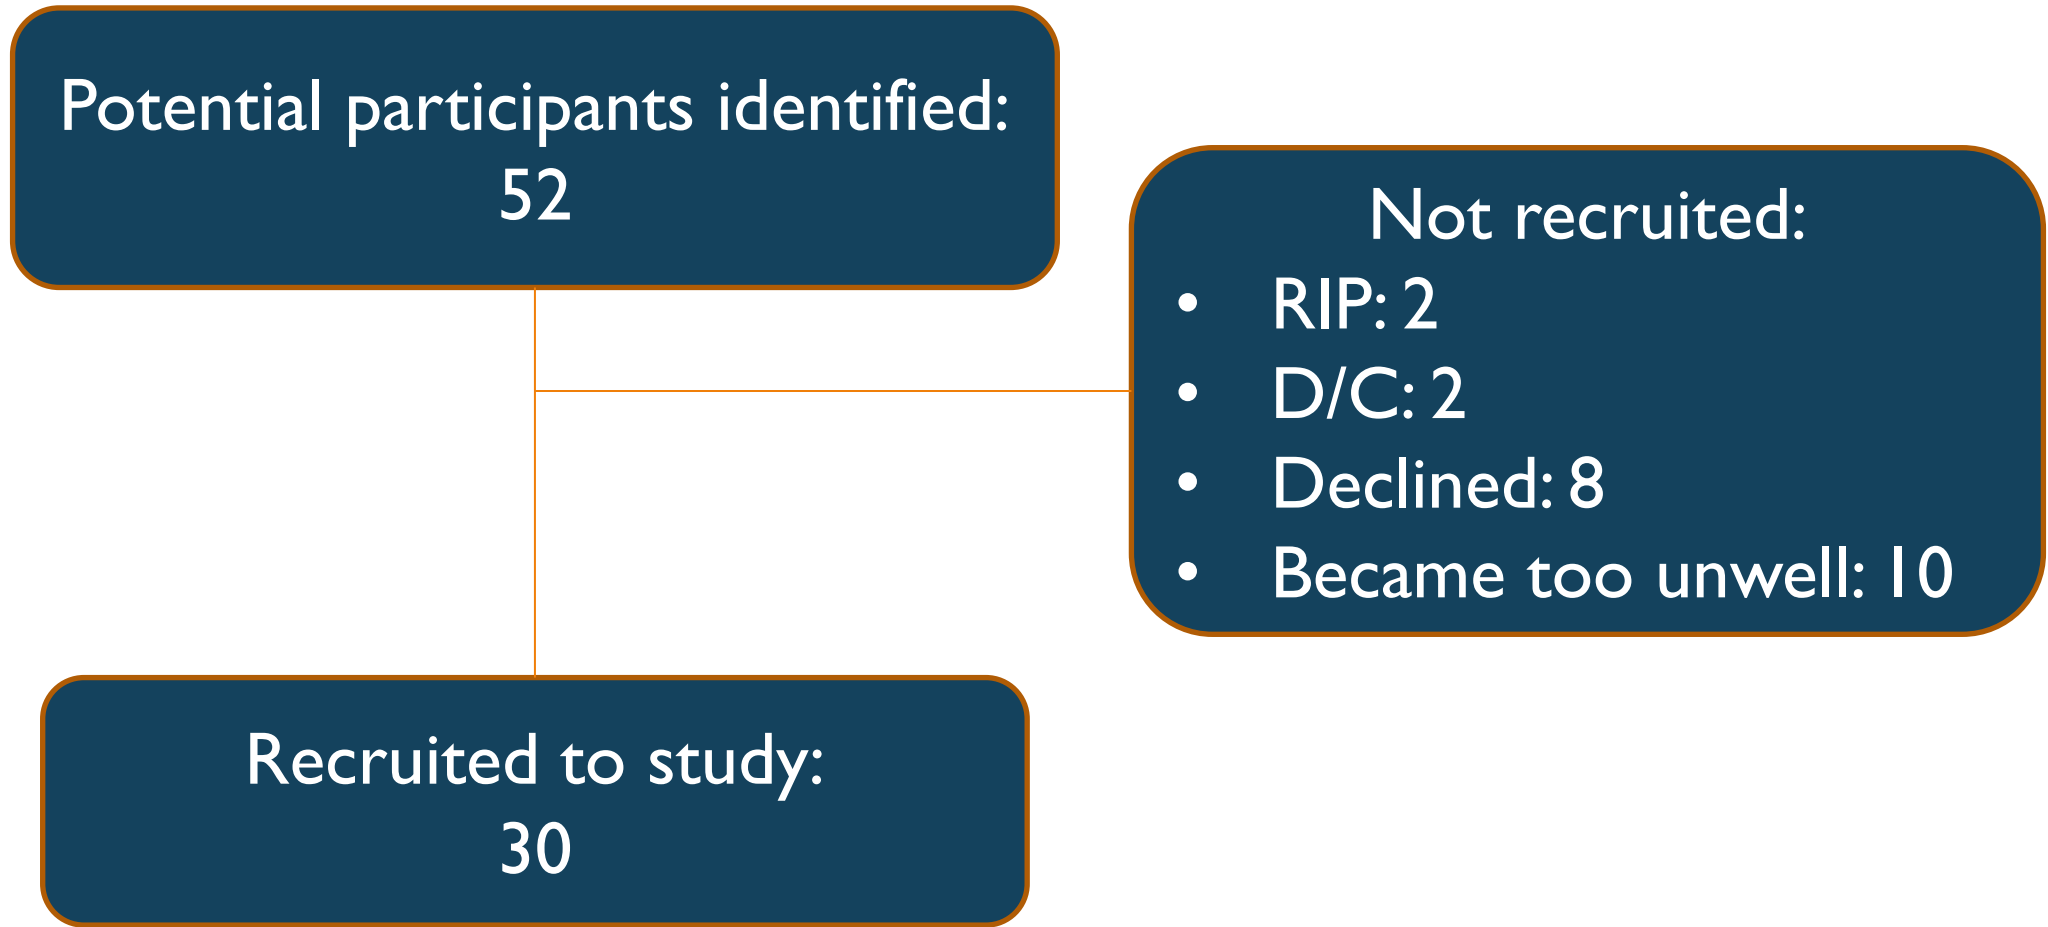 Potential participants identified:
52
Not recruited:
• RIP: 2
• D/C: 2
• Declined: 8
• Became too unwell: 10
Recruited to study:
30